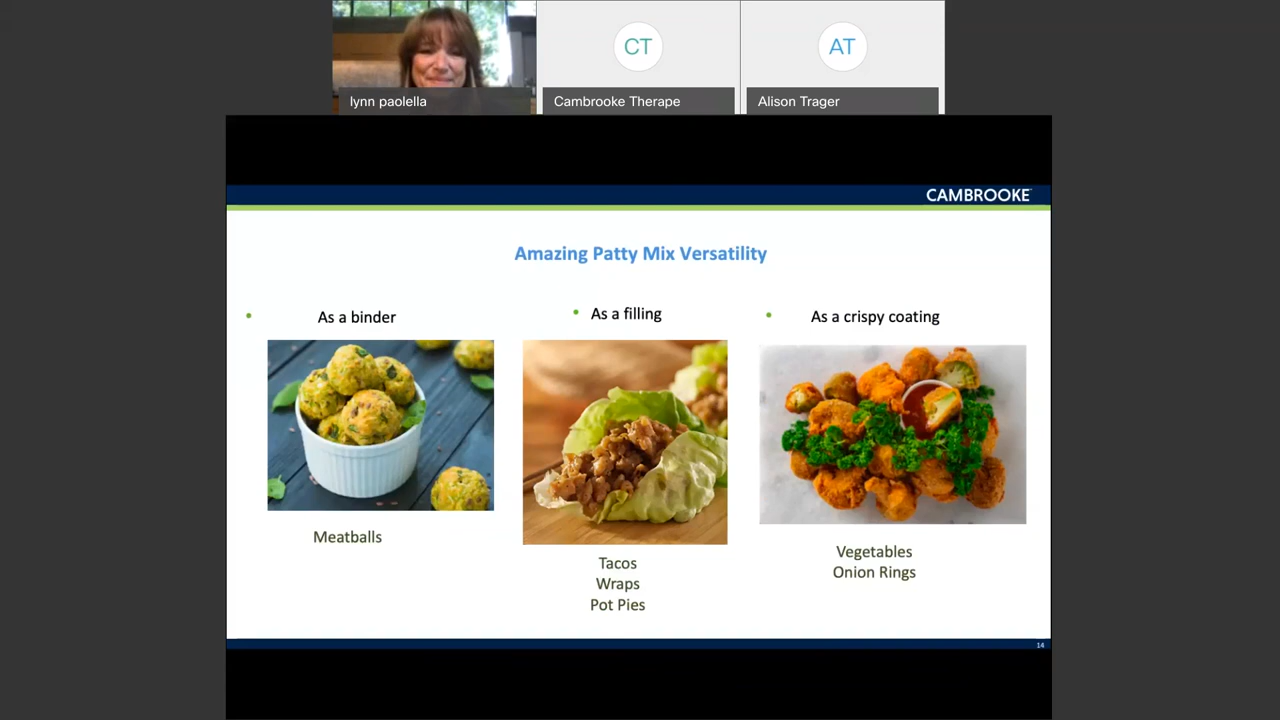 CT
AT
lynn paolella
Cambrooke Therape
Alison Trager
CAMBROOKE
Amazing Patty Mix Versatility
• As a binder
• As a filling
• As a crispy coating
Meatballs
Tacos
Wraps
Pot Pies
Vegetables
Onion Rings
14